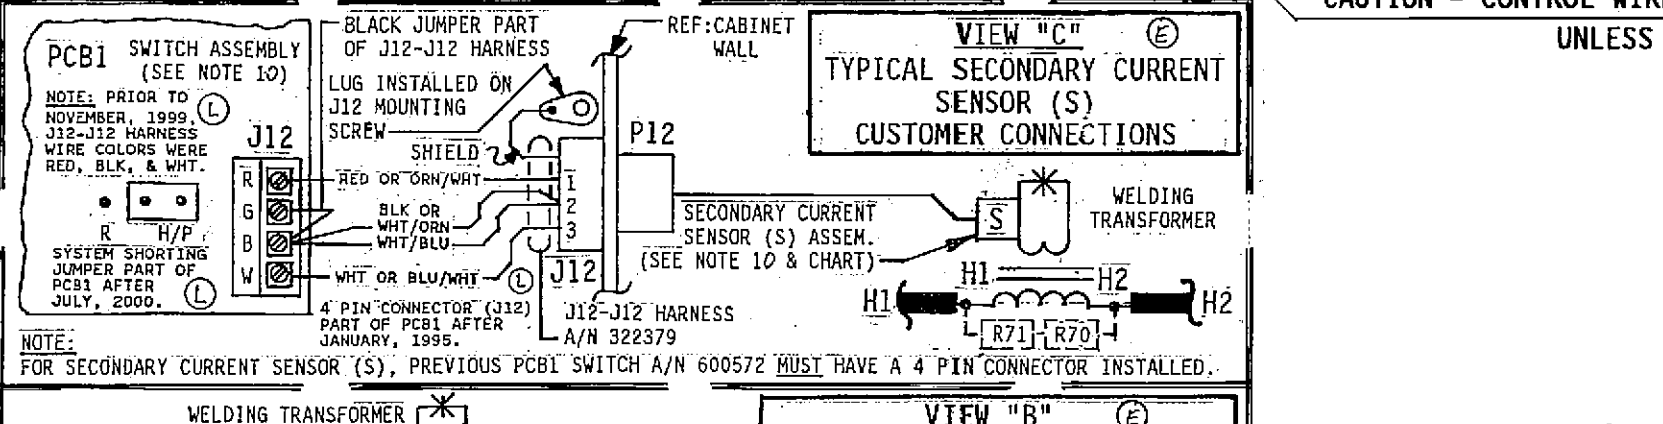 CAUTION - CONTROL WIR
UNLESS
PCB1 SWITCH ASSEMBLY
(SEE NOTE 10)
NOTE: PRIOR TO
NOVEMBER, 1999,
J12-J12 HARNESS
WIRE COLORS WERE
RED, BLK, & WHT.
L
R H/P
SYSTEM SHORTING
JUMPER PART OF
PCB1 AFTER
JULY, 2000.
L
J12
R
G
B
W
BLACK JUMPER PART
OF J12-J12 HARNESS
LUG INSTALLED ON
J12 MOUNTING
SCREW
SHIELD
RED OR ORN/WHT
BLK OR
WHT/ORN
WHT/BLU
WHT OR BLU/WHT
L
4 PIN CONNECTOR (J12)
PART OF PCB1 AFTER
JANUARY, 1995.
1
2
3
J12
J12-J12 HARNESS
A/N 322379
REF:CABINET
WALL
P12
VIEW "C" E
TYPICAL SECONDARY CURRENT
SENSOR (S)
CUSTOMER CONNECTIONS
SECONDARY CURRENT
SENSOR (S) ASSEM.
(SEE NOTE 10 & CHART)
S
WELDING
TRANSFORMER
H1 H2
H1 H2
R71 R70
NOTE:
FOR SECONDARY CURRENT SENSOR (S), PREVIOUS PCB1 SWITCH A/N 600572 MUST HAVE A 4 PIN CONNECTOR INSTALLED.
WELDING TRANSFORMER
VIEW "B" E